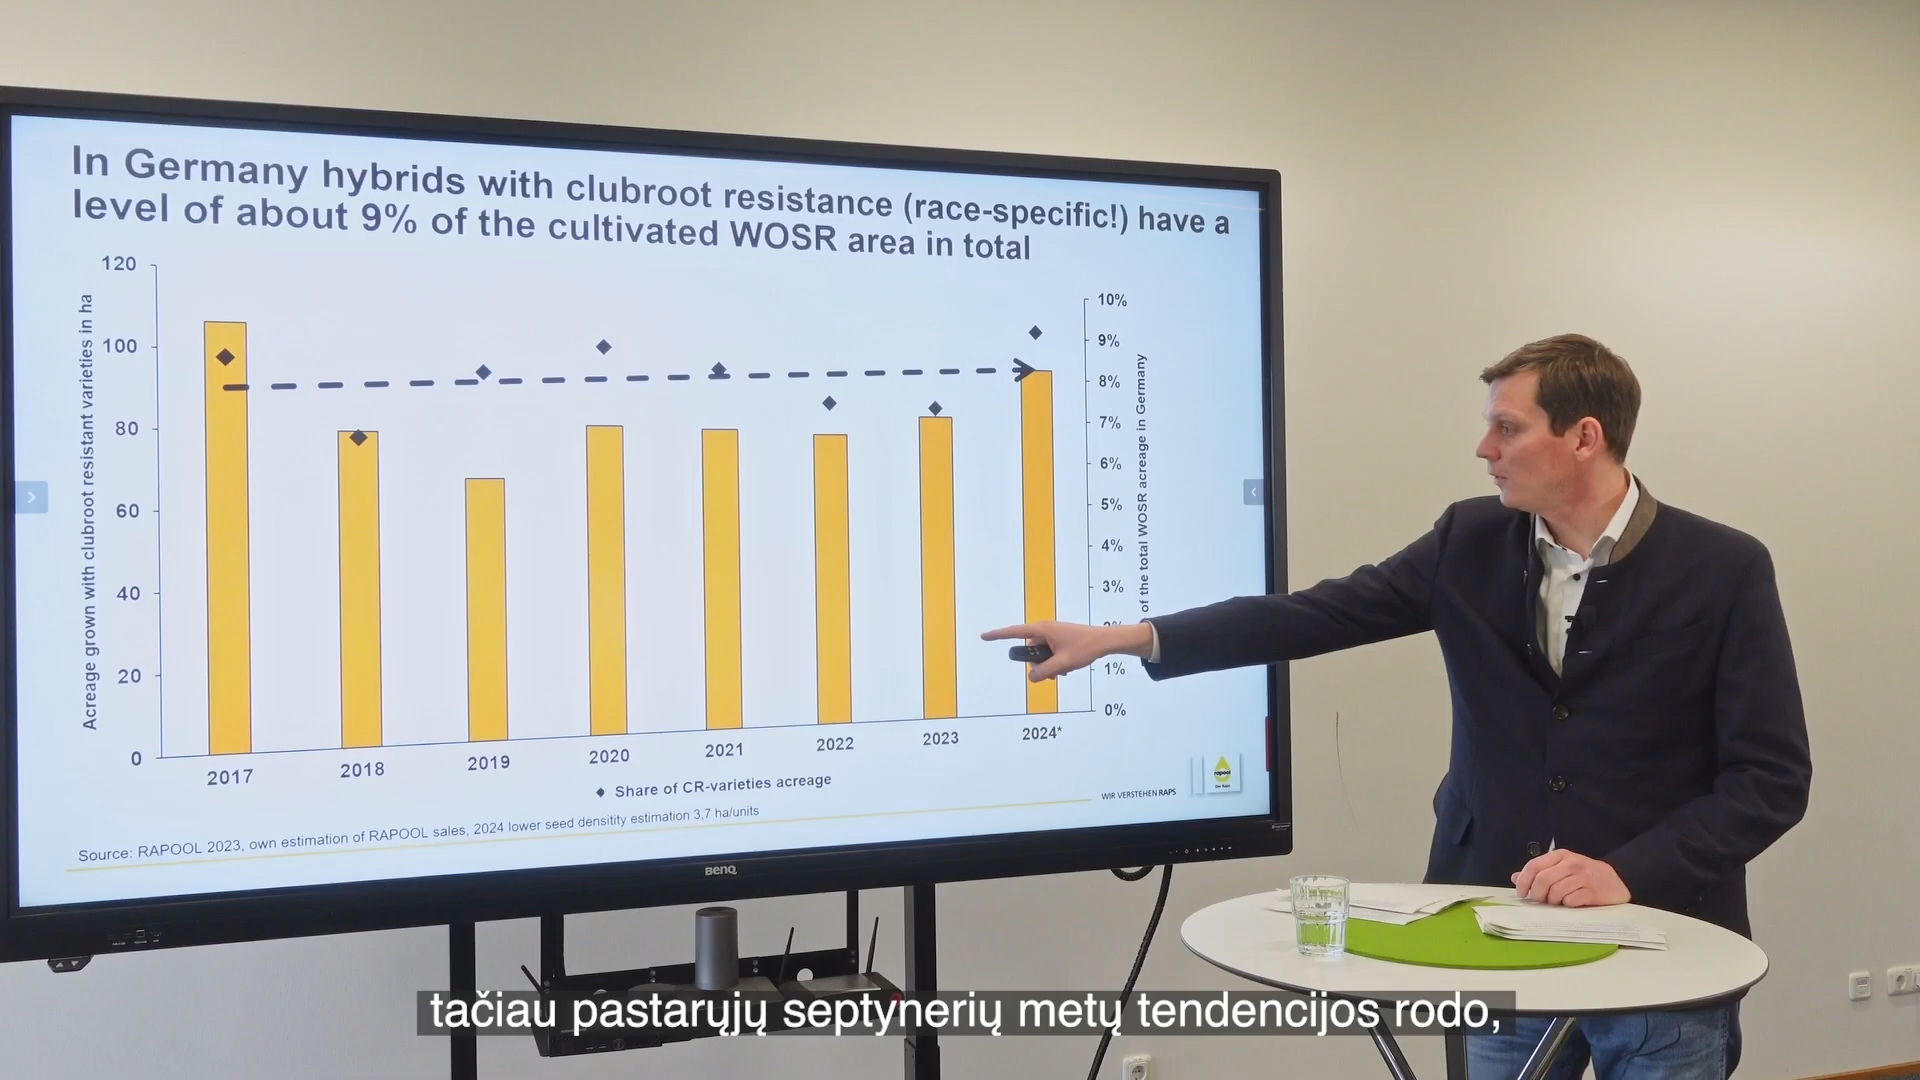 In Germany hybrids with clubroot resistance (race-specific!) have a
level of about 9% of the cultivated WOSR area in total
120
100
80
60
40
20
0
Acreage grown with clubroot resistant varieties in ha
10%
9%
8%
7%
6%
5%
4%
3%
1%
0%
of the total WOSR acreage in Germany
2017
2018
2019
2020
2021
2022
2023
2024*
Share of CR-varieties acreage
WIR VERSTEHEN RAPS
rapool
Source: RAPOOL 2023, own estimation of RAPOOL sales, 2024 lower seed densitity estimation 3,7 ha/units
BenQ
tačiau pastarųjų septynerių metų tendencijos rodo,